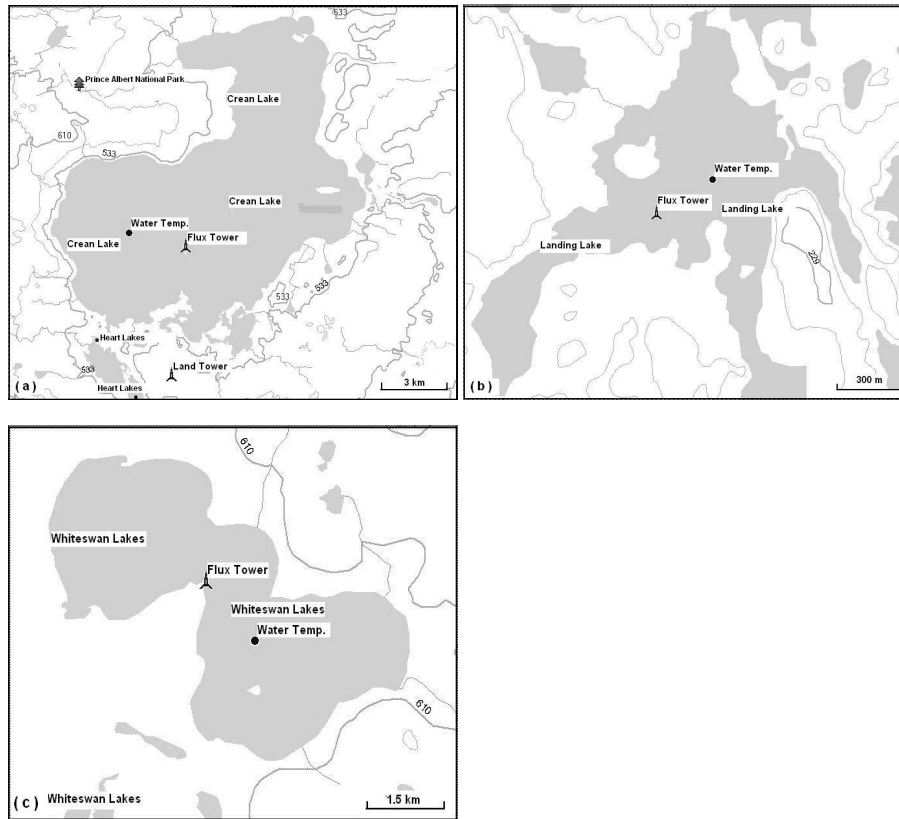 533
Prince Albert National Park
Crean Lake
610
533
Crean Lake
Water Temp.
Flux Tower
Crean Lake
533
533
Heart Lakes
533
Land Tower
Heart Lakes
(a)
3 km
Water Temp.
Flux Tower
Landing Lake
Landing Lake
229
(b)
300 m
610
Whiteswan Lakes
Flux Tower
Whiteswan Lakes
Water Temp.
610
(c)
Whiteswan Lakes
1.5 km